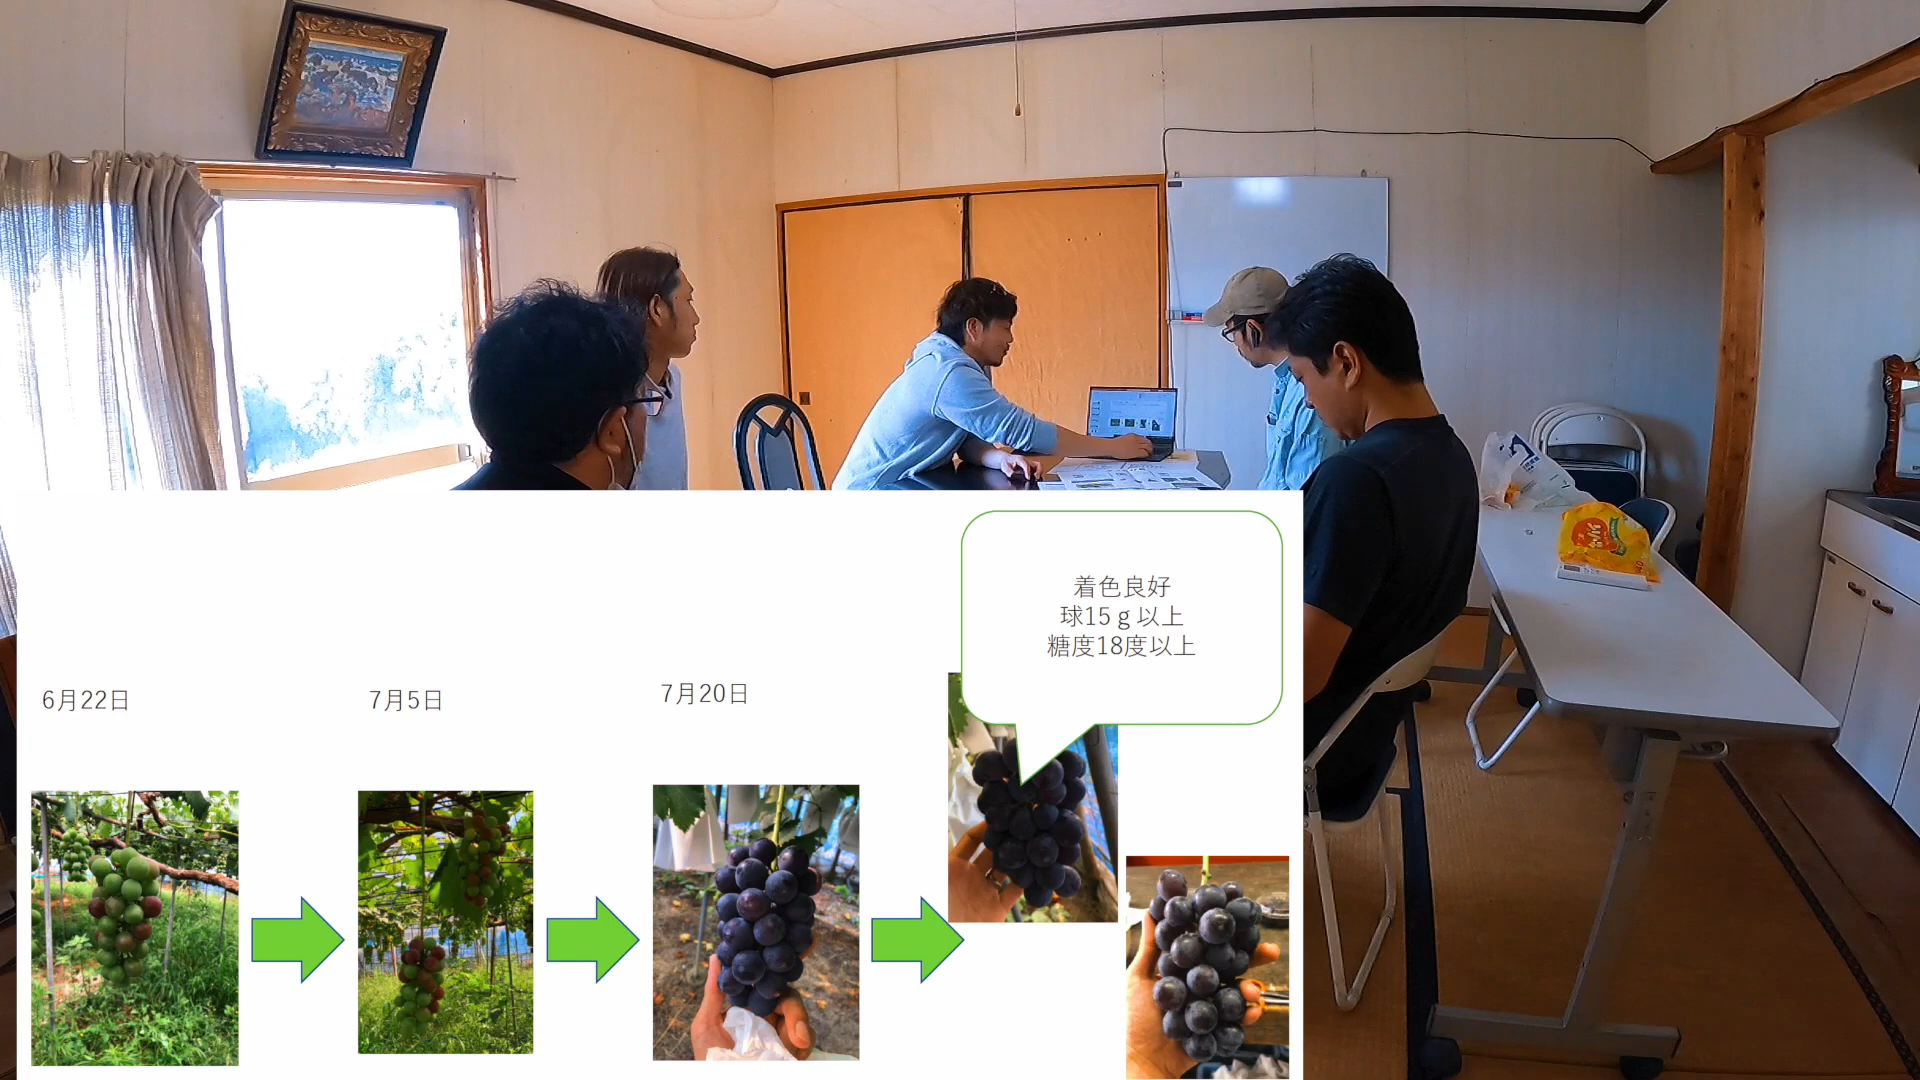 着色良好
球15ｇ以上
糖度18度以上
6月22日
7月5日
7月20日